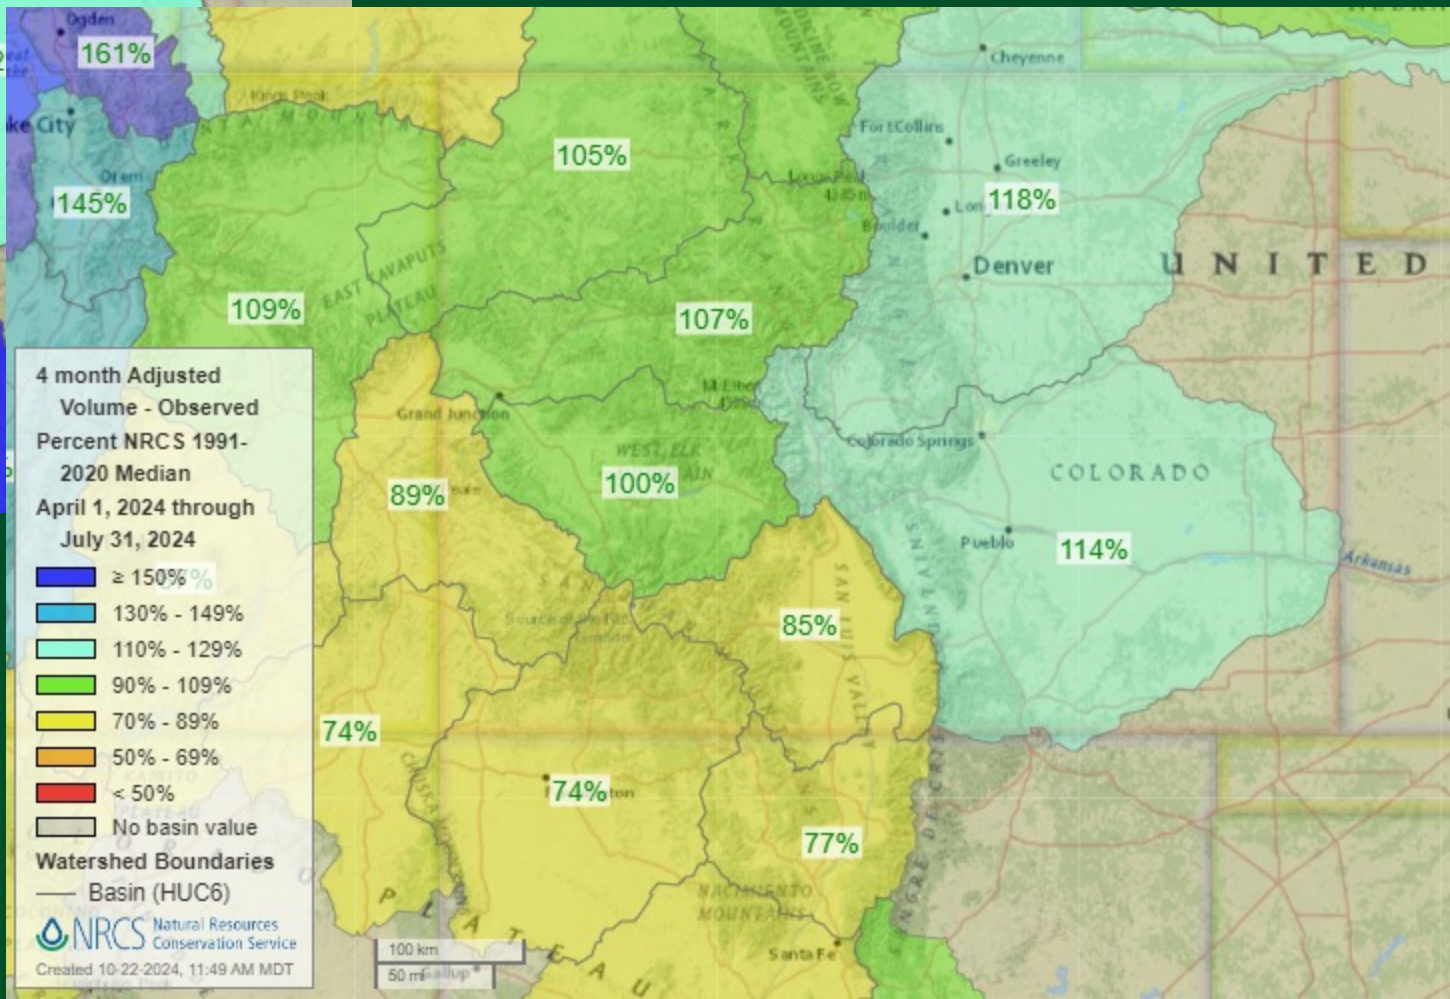 Ogden
161%
Cheyenne
Kings Peak
MOUNTAINS
ke City
Fort Collins
105%
Greeley
Orem
145%
118%
Boulder
Denver
UNITED
EAST TAVAPUTS
PLATEAU
109%
107%
4 month Adjusted
Volume - Observed
Percent NRCS 1991-
2020 Median
April 1, 2024 through
July 31, 2024
≥ 150%
130% - 149%
110% - 129%
90% - 109%
70% - 89%
50% - 69%
< 50%
No basin value
Watershed Boundaries
Basin (HUC6)
NRCS Natural Resources
Conservation Service
Created 10-22-2024, 11:49 AM MDT
Grand Junction
Colorado Springs
WEST ELK
100%
COLORADO
89%
Pueblo
114%
Arkansas
85%
SAN LUIS VALLEY
74%
74%
77%
NACIMIENTO
MOUNTAINS
PLATEAU
Santa Fe
100 km
50 mi
Gallup